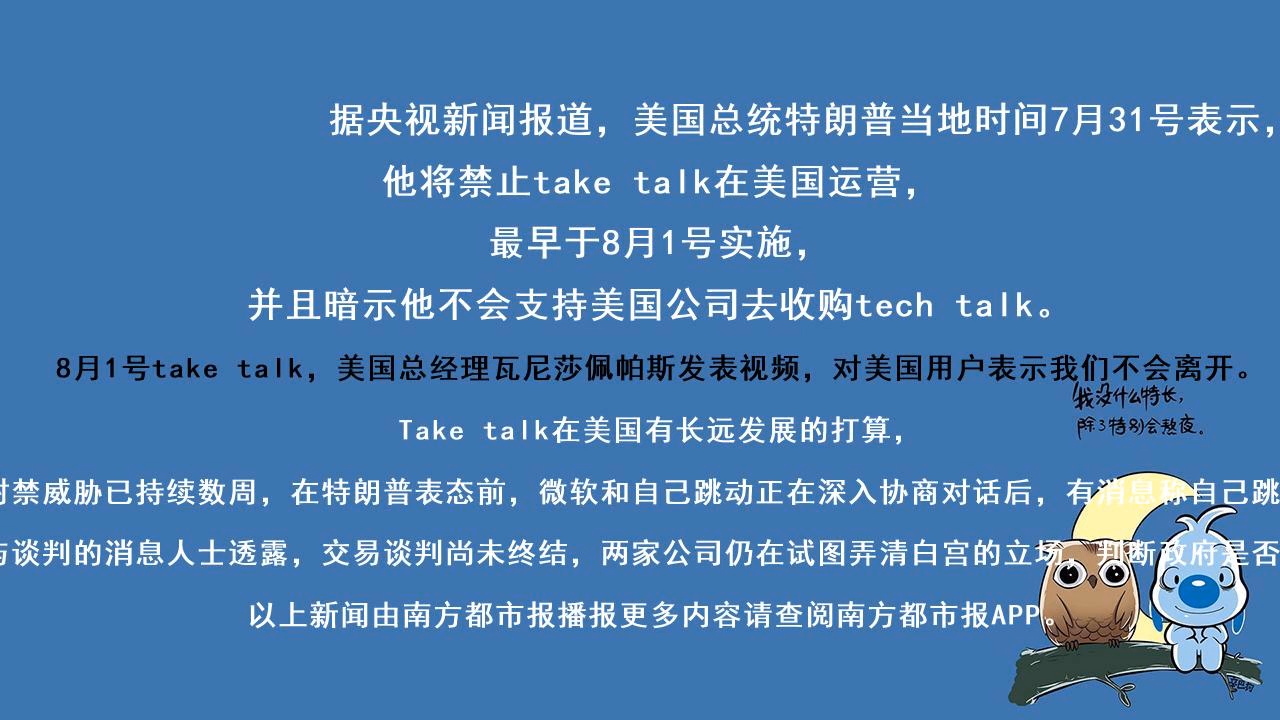 据央视新闻报道，美国总统特朗普当地时间7月31号表示，
他将禁止take talk在美国运营，
最早于8月1号实施，
并且暗示他不会支持美国公司去收购tech talk。
8月1号take talk，美国总经理瓦尼莎佩帕斯发表视频，对美国用户表示我们不会离开。
我没什么特长，
除了特别会熬夜。
Take talk在美国有长远发展的打算，
封禁威胁已持续数周，在特朗普表态前，微软和自己跳动正在深入协商对话后，有消息称自己跳
与谈判的消息人士透露，交易谈判尚未终结，两家公司仍在试图弄清白宫的立场，判断政府是否
以上新闻由南方都市报播报更多内容请查阅南方都市报APP。